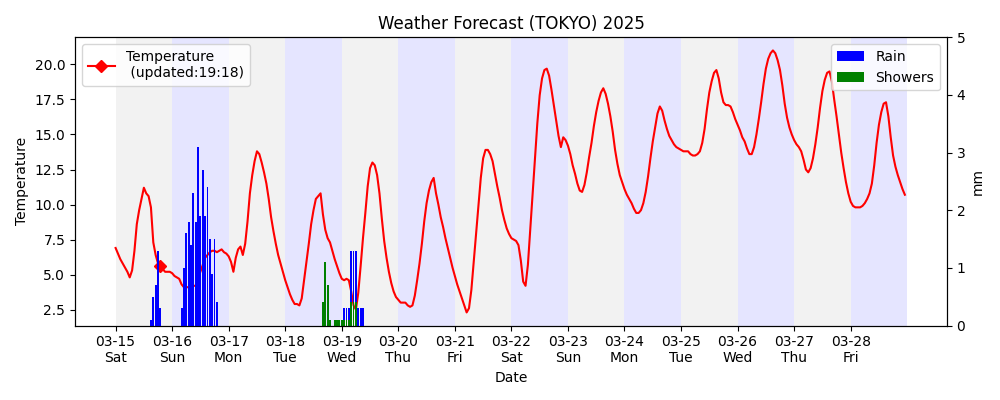 Weather Forecast (TOKYO) 2025
Temperature
(updated:19:18)
Rain
Showers
Temperature
20.0
17.5
15.0
12.5
10.0
7.5
5.0
2.5
5
4
3
2
1
0
mm
03-15 03-16 03-17 03-18 03-19 03-20 03-21 03-22 03-23 03-24 03-25 03-26 03-27 03-28
Sat Sun Mon Tue Wed Thu Fri Sat Sun Mon Tue Wed Thu Fri
Date